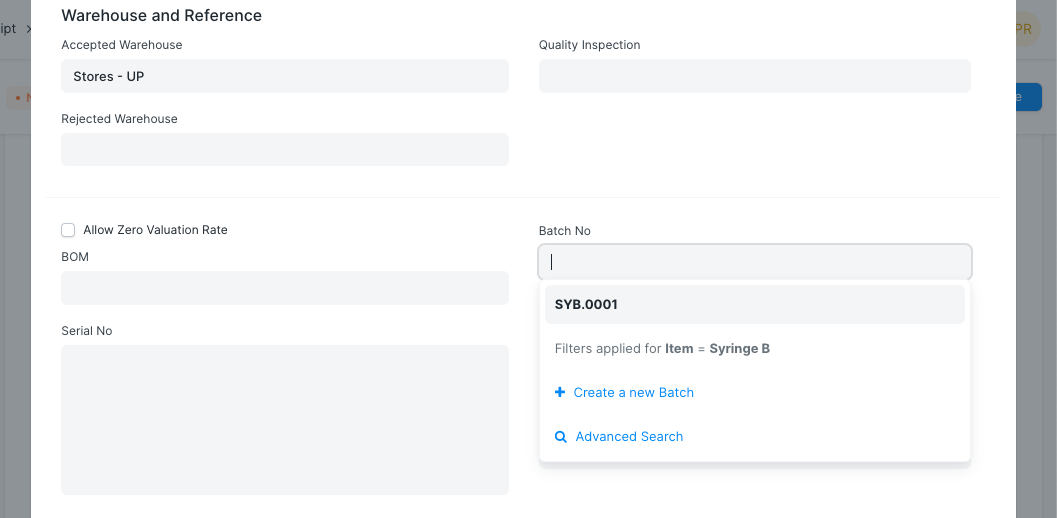 Warehouse and Reference
ipt
PR
Accepted Warehouse
Quality Inspection
Stores - UP
Rejected Warehouse
Allow Zero Valuation Rate
Batch No
BOM
SYB.0001
Serial No
Filters applied for Item = Syringe B
Create a new Batch
Advanced Search